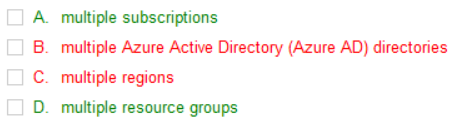 A. multiple subscriptions
B. multiple Azure Active Directory (Azure AD) directories
C. multiple regions
D. multiple resource groups